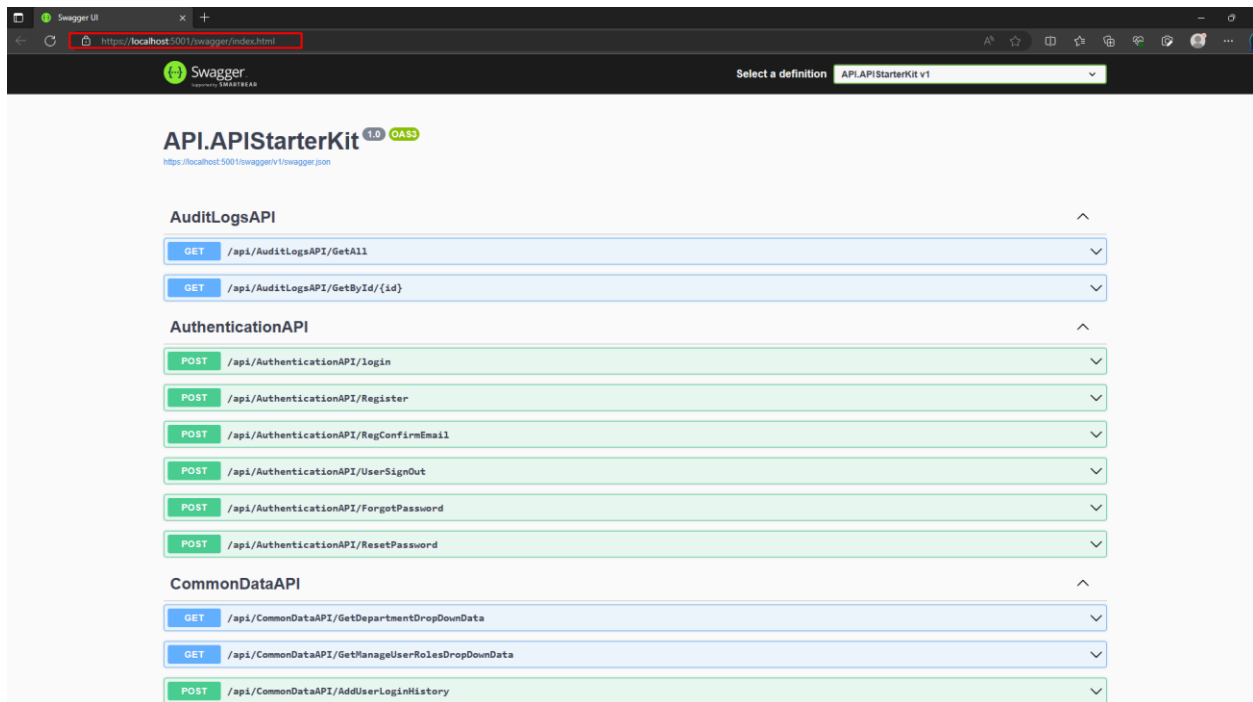 Swagger UI
https://localhost:5001/swagger/index.html
Swagger.
Supported by SMARTBEAR
Select a definition
API.APIStarterKit v1
API.APIStarterKit 1.0 OAS3
https://localhost:5001/swagger/v1/swagger.json
AuditLogsAPI
GET /api/AuditLogsAPI/GetAll
GET /api/AuditLogsAPI/GetById/{id}
AuthenticationAPI
POST /api/AuthenticationAPI/login
POST /api/AuthenticationAPI/Register
POST /api/AuthenticationAPI/RegConfirmEmail
POST /api/AuthenticationAPI/UserSignOut
POST /api/AuthenticationAPI/ForgotPassword
POST /api/AuthenticationAPI/ResetPassword
CommonDataAPI
GET /api/CommonDataAPI/GetDepartmentDropDownData
GET /api/CommonDataAPI/GetManageUserRolesDropDownData
POST /api/CommonDataAPI/AddUserLoginHistory